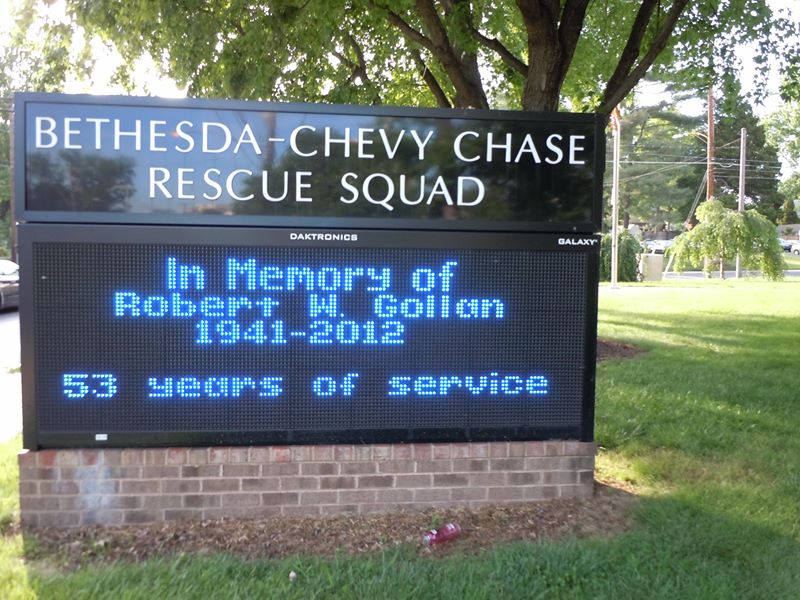 BETHESDA-CHEVY CHASE
RESCUE SQUAD
DAKTRONICS
GALAXY
In Memory of
Robert W. Gollan
1941-2012
53 years of service